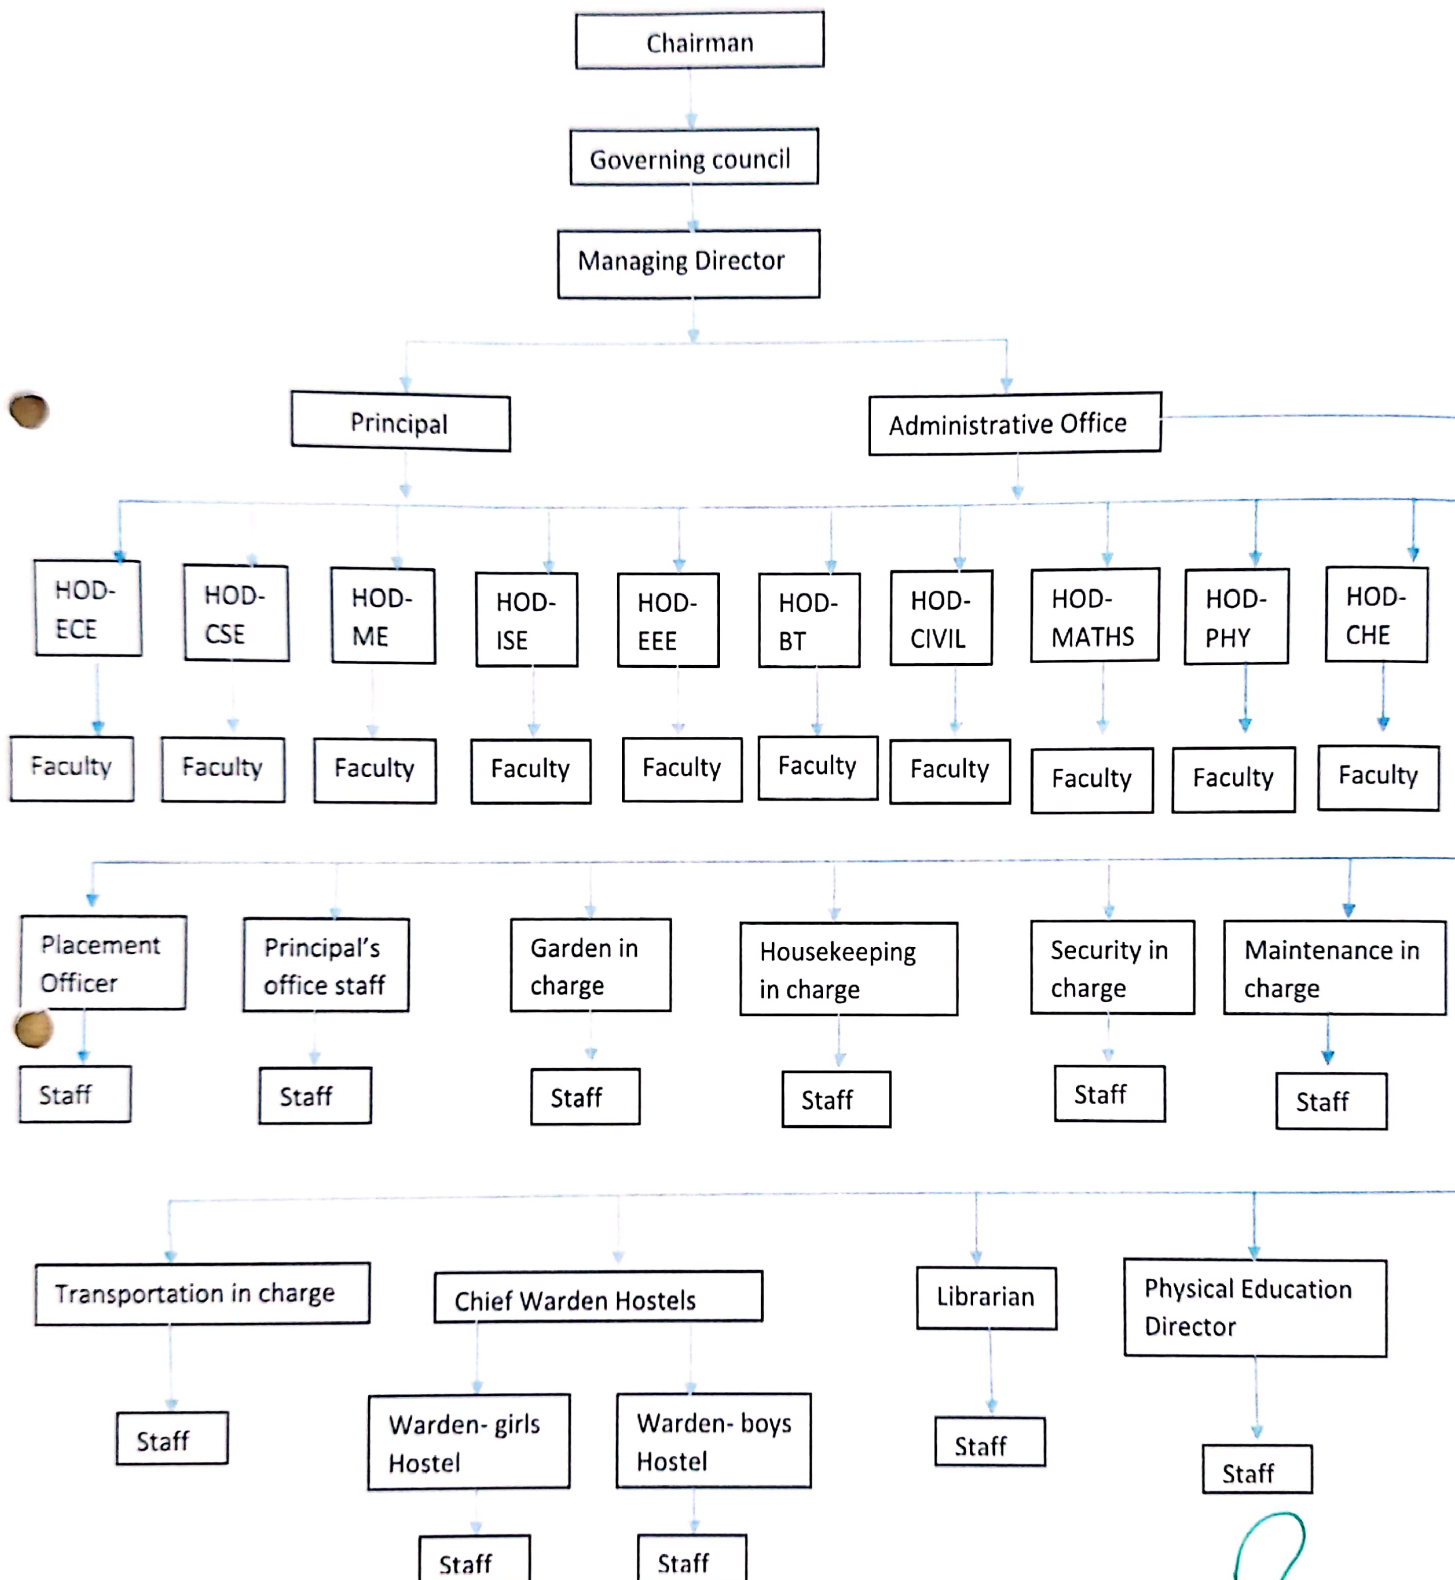 Chairman
Governing council
Managing Director
Principal
Administrative Office
HOD-
ECE
HOD-
CSE
HOD-
ME
HOD-
ISE
HOD-
EEE
HOD-
BT
HOD-
CIVIL
HOD-
MATHS
HOD-
PHY
HOD-
CHE
Faculty
Faculty
Faculty
Faculty
Faculty
Faculty
Faculty
Faculty
Faculty
Faculty
Placement
Officer
Principal's
office staff
Garden in
charge
Housekeeping
in charge
Security in
charge
Maintenance in
charge
Staff
Staff
Staff
Staff
Staff
Staff
Transportation in charge
Chief Warden Hostels
Librarian
Physical Education
Director
Staff
Warden- girls
Hostel
Warden- boys
Hostel
Staff
Staff
Staff
Staff